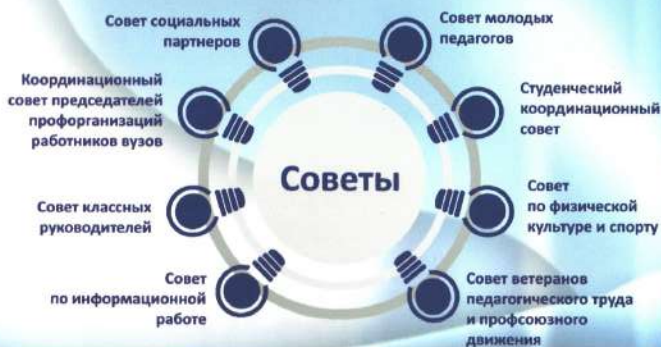 Совет социальных
партнеров
Совет молодых
педагогов
Координационный
совет председателей
профорганизаций
работников вузов
Студенческий
координационный
совет
Советы
Совет классных
руководителей
Совет
по физической
культуре и спорту
Совет
по информационной
работе
Совет ветеранов
педагогического труда
и профсоюзного
движения